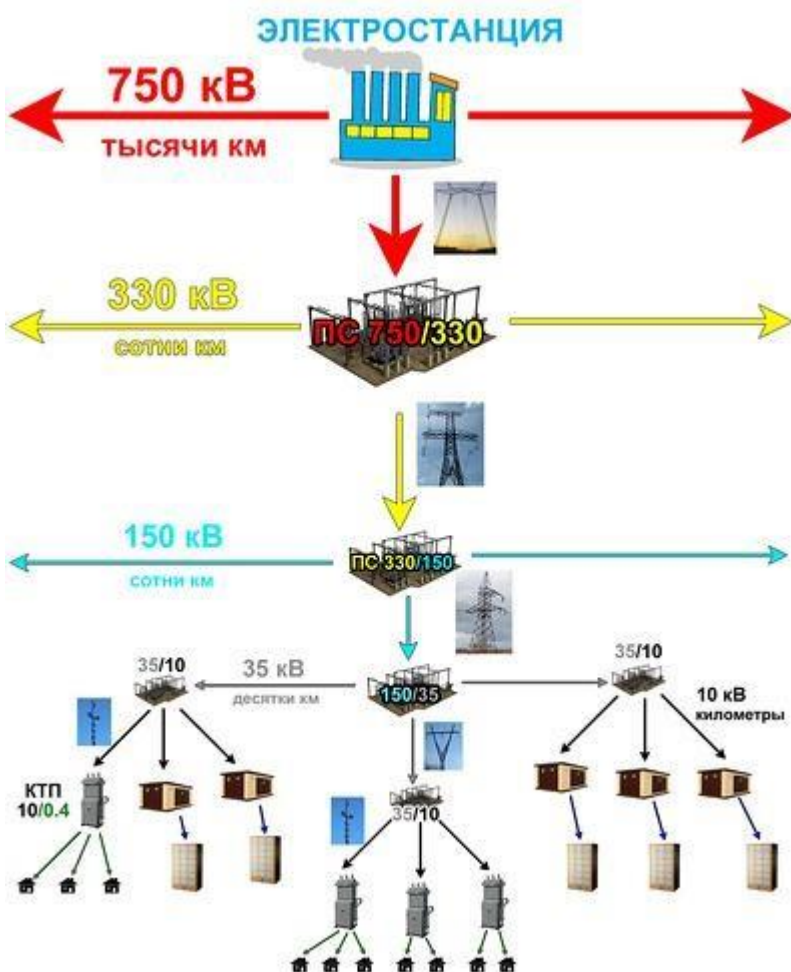 ЭЛЕКТРОСТАНЦИЯ
750 кВ
тысячи км
330 кВ
сотни км
ПС 750/330
150 кВ
сотни км
ПС 330/150
35/10
35 кВ
десятки км
150/35
35/10
10 кВ
километры
КТП
10/0.4
35/10